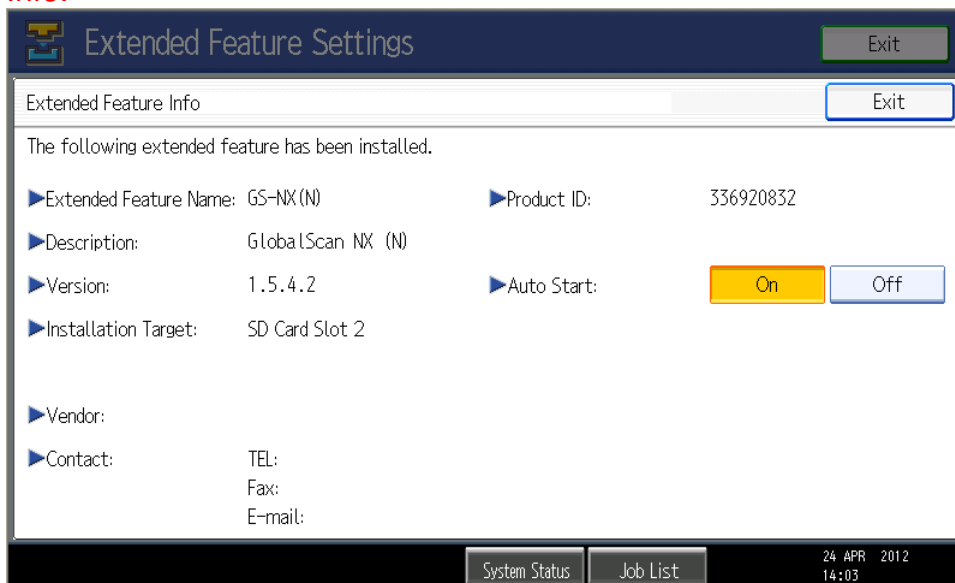 Extended Feature Settings
Exit
Extended Feature Info
Exit
The following extended feature has been installed.
Extended Feature Name: GS-NX(N)
Product ID: 336920832
Description: GlobalScan NX (N)
Version: 1.5.4.2
Auto Start: On Off
Installation Target: SD Card Slot 2
Vendor:
Contact: TEL:
Fax:
E-mail:
System Status
Job List
24 APR 2012
14:03